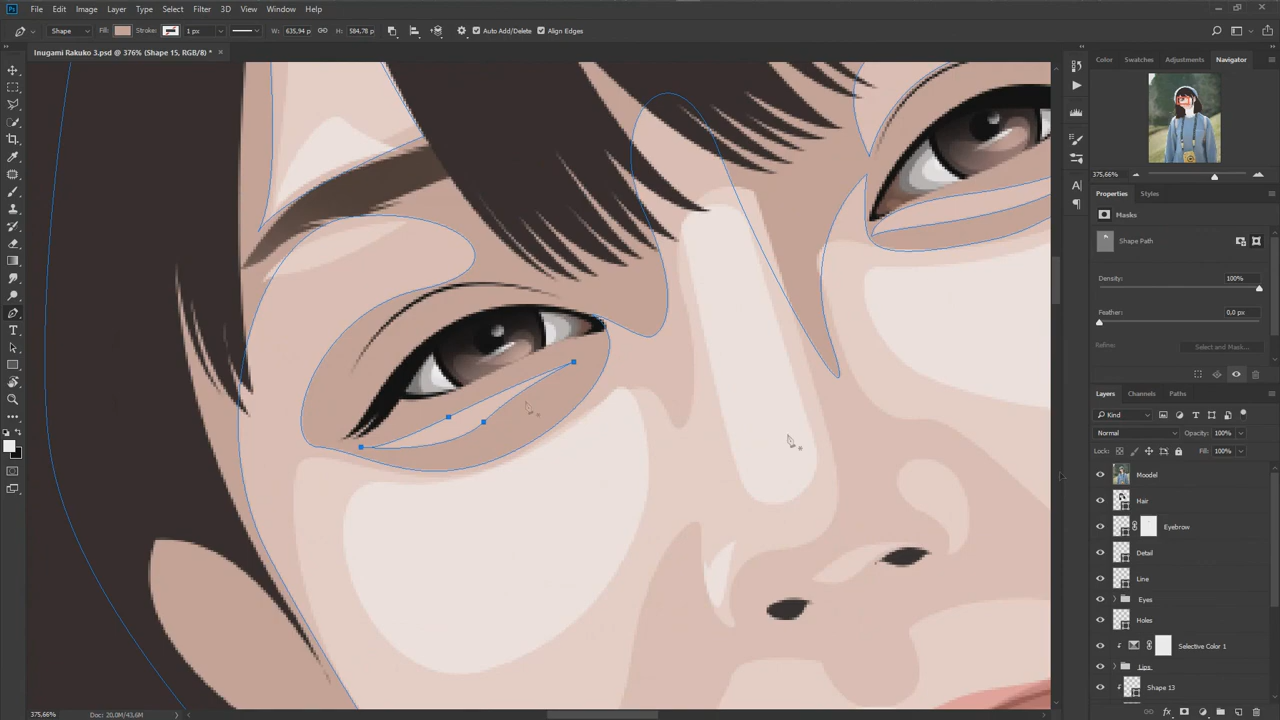 Ps File Edit Image Layer Type Select Filter 3D View Window Help
Shape Fill: Stroke: 1 px W: 635,94 p H: 584,78 pi Auto Add/Delete Align Edges
Inugami Rakuko 3.psd @ 376% (Shape 15, RGB/8) * ×
Color Swatches Adjustments Navigator
375,66%
Properties Styles
Masks
Shape Path
Density: 100%
Feather: 0,0 px
Refine: Select and Mask...
Layers Channels Paths
Kind
Normal Opacity: 100%
Lock: Fill: 100%
Moodel
Hair
Eyebrow
Detail
Line
Eyes
Holes
Selective Color 1
Lips
Shape 13
375,66% Doc: 20,0M/43,6M
fx